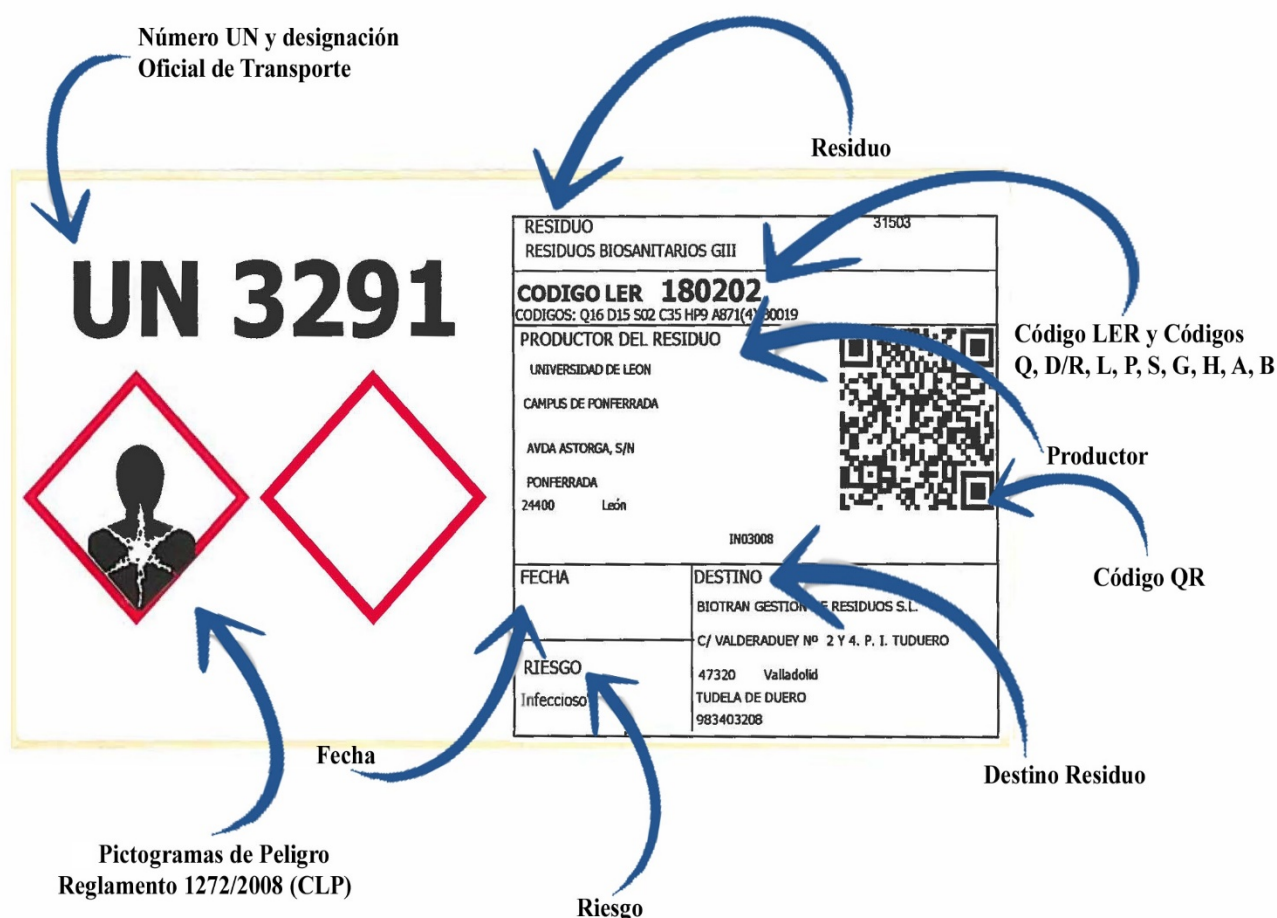 Número UN y designación
Oficial de Transporte
Residuo
UN 3291
RESIDUO 31503
RESIDUOS BIOSANITARIOS GIII
CODIGO LER 180202
CODIGOS: Q16 D15 S02 C35 HP9 A871(4) B0019
PRODUCTOR DEL RESIDUO
UNIVERSIDAD DE LEON
CAMPUS DE PONFERRADA
AVDA ASTORGA, S/N
PONFERRADA
24400 León
IN03008
FECHA
DESTINO
BIOTRAN GESTION DE RESIDUOS S.L.
C/ VALDERADUEY Nº 2 Y 4. P. I. TUDUERO
47320 Valladolid
TUDELA DE DUERO
983403208
RIESGO
Infeccioso
Código LER y Códigos
Q, D/R, L, P, S, G, H, A, B
Productor
Código QR
Destino Residuo
Fecha
Pictogramas de Peligro
Reglamento 1272/2008 (CLP)
Riesgo